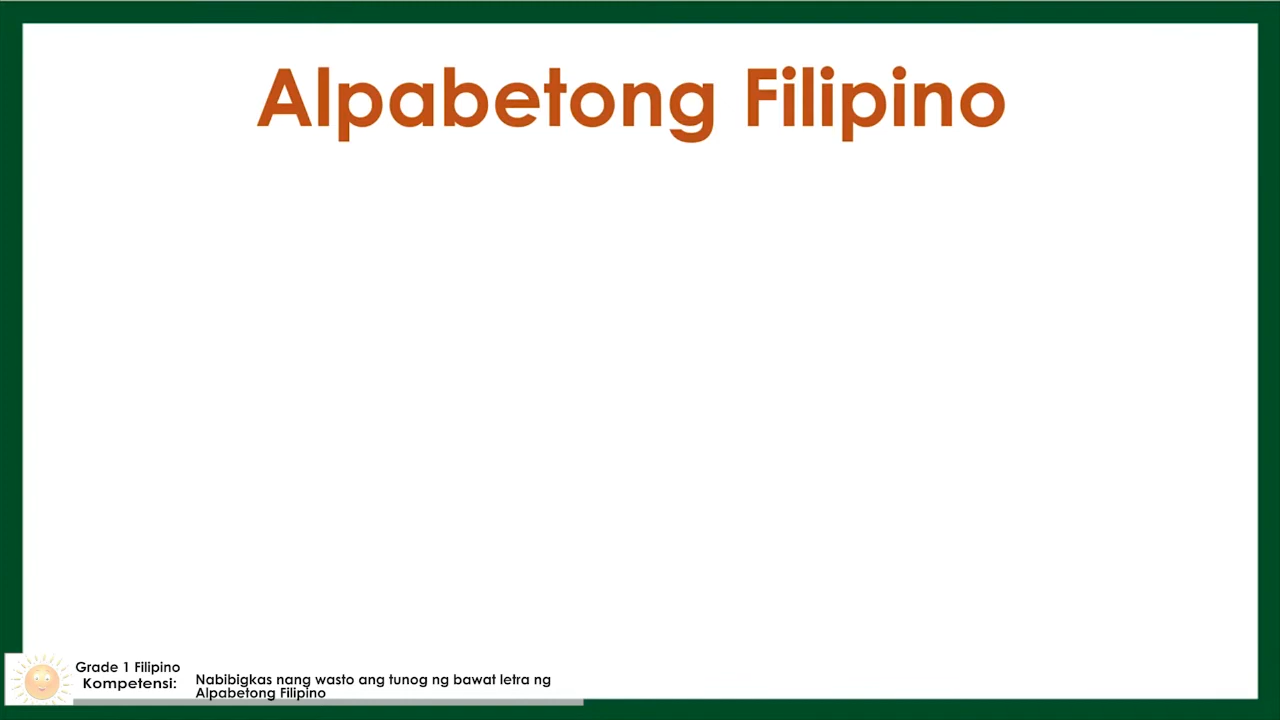 Alpabetong Filipino
Grade 1 Filipino
Kompetensi:
Nabibigkas nang wasto ang tunog ng bawat letra ng
Alpabetong Filipino